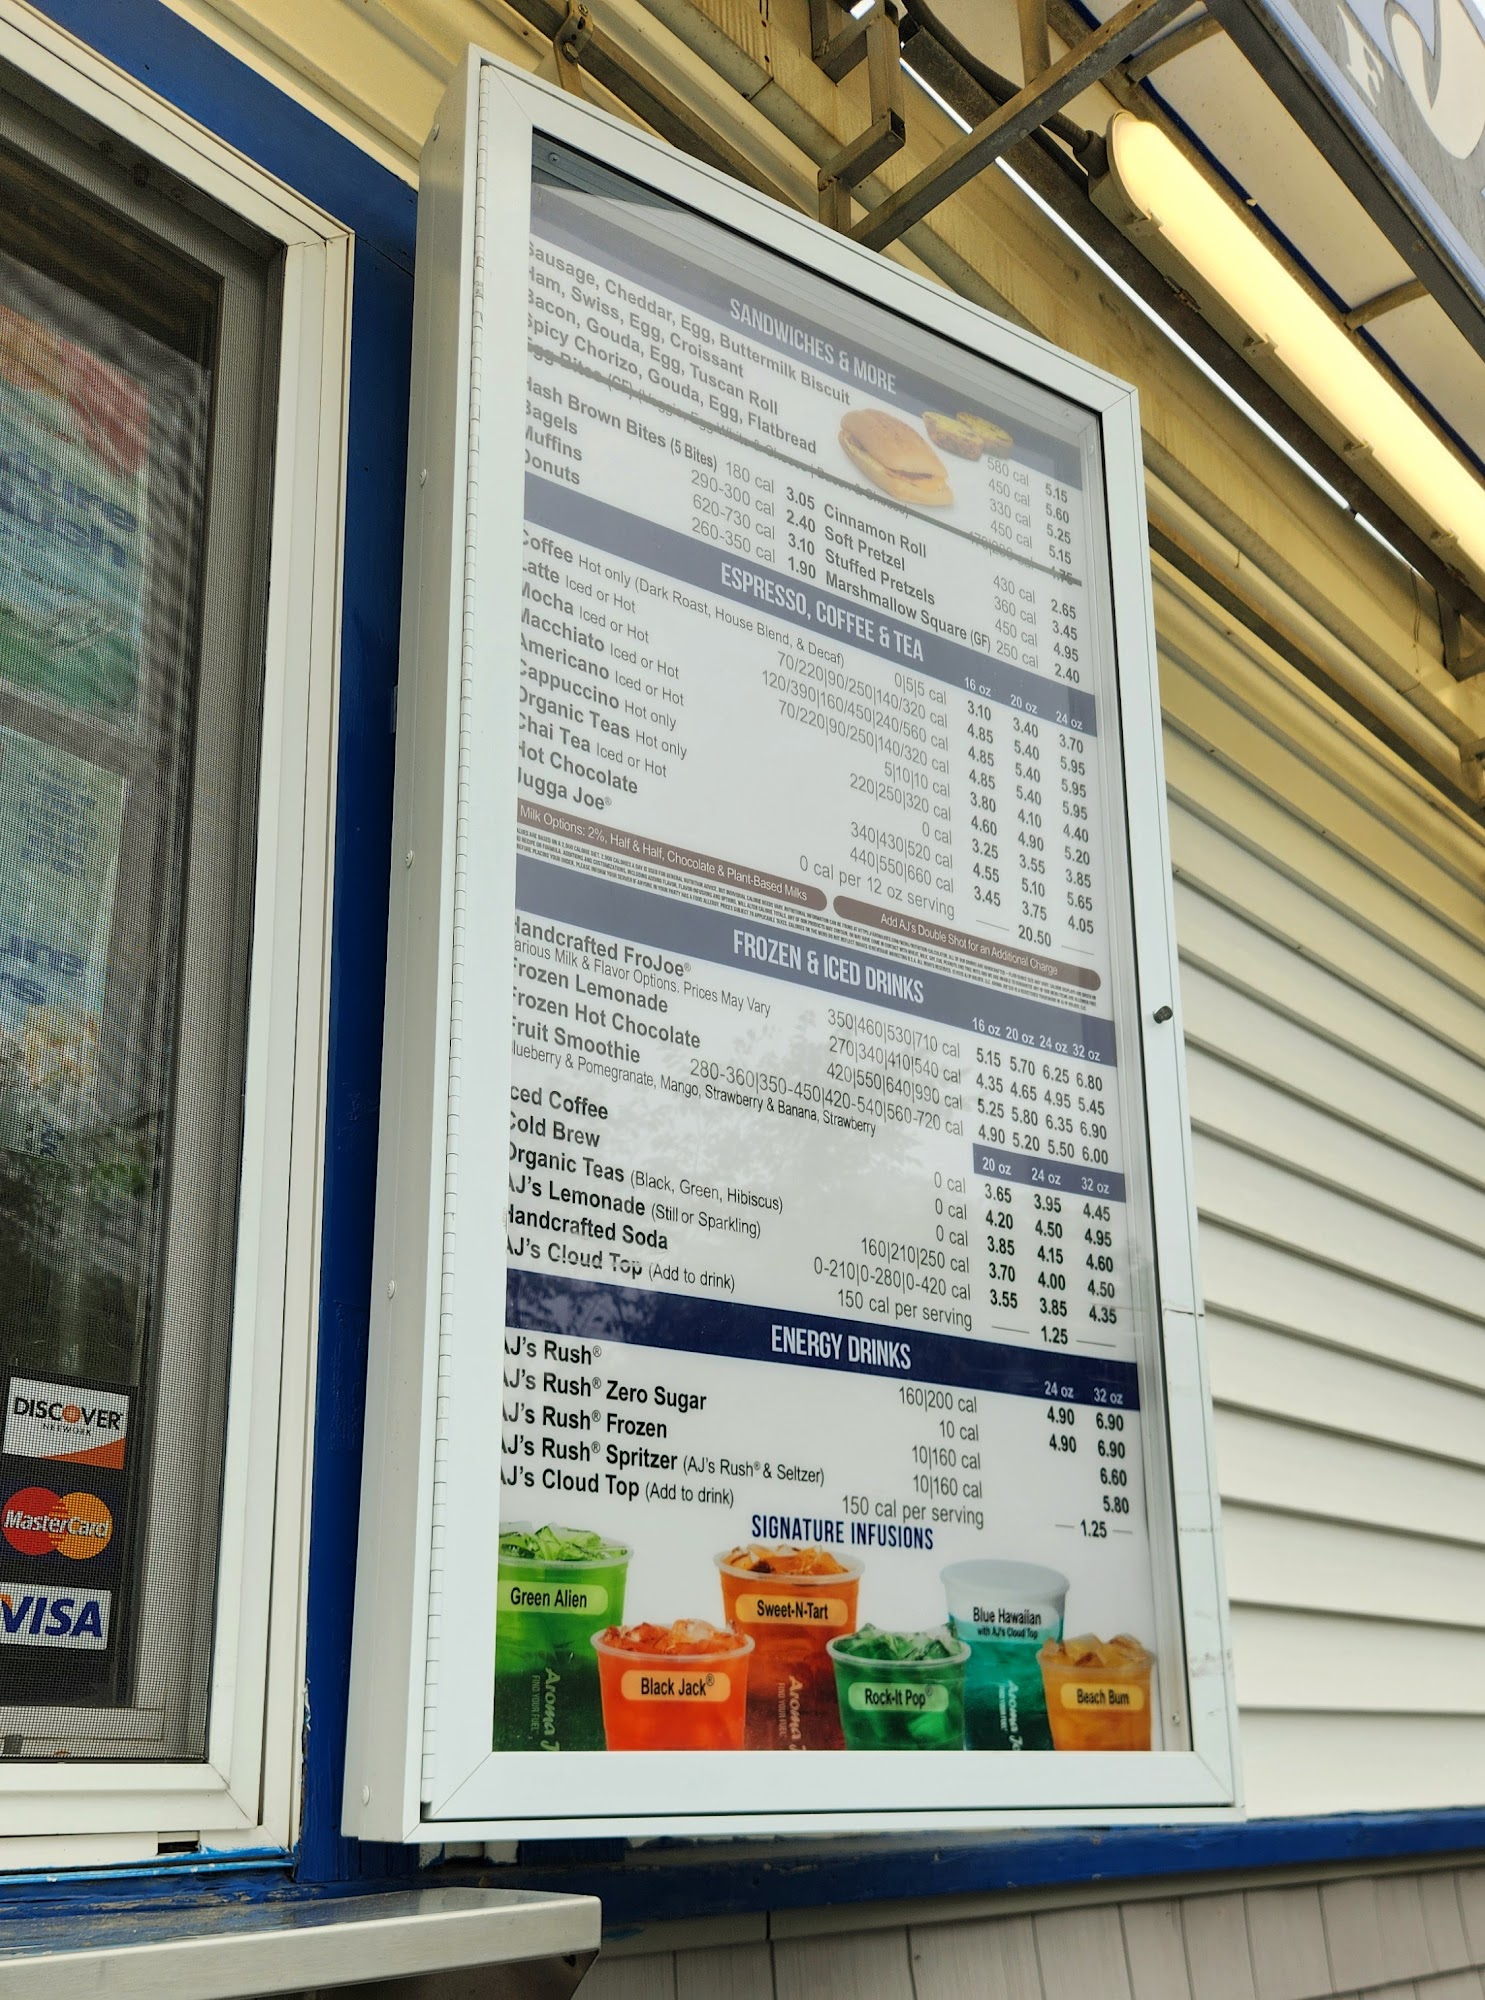 SANDWICHES & MORE
Sausage, Cheddar, Egg, Buttermilk Biscuit 580 cal 5.15
Ham, Swiss, Egg, Croissant 450 cal 5.60
Bacon, Gouda, Egg, Tuscan Roll 330 cal 5.25
Spicy Chorizo, Gouda, Egg, Flatbread 450 cal 5.15
Egg Bites (GF) 4.75
Hash Brown Bites (5 Bites) 180 cal 3.05 Cinnamon Roll 430 cal 2.65
Bagels 290-300 cal 2.40 Soft Pretzel 360 cal 3.45
Muffins 620-730 cal 3.10 Stuffed Pretzels 450 cal 4.95
Donuts 260-350 cal 1.90 Marshmallow Square (GF) 250 cal 2.40
ESPRESSO, COFFEE & TEA 16 oz 20 oz 24 oz
Coffee Hot only (Dark Roast, House Blend, & Decaf) 0|5|5 cal 3.10 3.40 3.70
Latte Iced or Hot 70/220|90/250|140/320 cal 4.85 5.40 5.95
Mocha Iced or Hot 120/390|160/450|240/560 cal 4.85 5.40 5.95
Macchiato Iced or Hot 70/220|90/250|140/320 cal 4.85 5.40 5.95
Americano Iced or Hot 5|10|10 cal 3.80 4.10 4.40
Cappuccino Hot only 220|250|320 cal 4.60 4.90 5.20
Organic Teas Hot only 0 cal 3.25 3.55 3.85
Chai Tea Iced or Hot 340|430|520 cal 4.55 5.10 5.65
Hot Chocolate 440|550|660 cal 3.45 3.75 4.05
Jugga Joe® 0 cal per 12 oz serving 20.50
Milk Options: 2%, Half & Half, Chocolate & Plant-Based Milks Add AJ's Double Shot for an Additional Charge
FROZEN & ICED DRINKS 16 oz 20 oz 24 oz 32 oz
Handcrafted FroJoe® 350|460|530|710 cal 5.15 5.70 6.25 6.80
Various Milk & Flavor Options. Prices May Vary
Frozen Lemonade 270|340|410|540 cal 4.35 4.65 4.95 5.45
Frozen Hot Chocolate 420|550|640|990 cal 5.25 5.80 6.35 6.90
Fruit Smoothie 280-360|350-450|420-540|560-720 cal 4.90 5.20 5.50 6.00
Blueberry & Pomegranate, Mango, Strawberry & Banana, Strawberry
20 oz 24 oz 32 oz
Iced Coffee 0 cal 3.65 3.95 4.45
Cold Brew 0 cal 4.20 4.50 4.95
Organic Teas (Black, Green, Hibiscus) 0 cal 3.85 4.15 4.60
AJ's Lemonade (Still or Sparkling) 160|210|250 cal 3.70 4.00 4.50
Handcrafted Soda 0-210|0-280|0-420 cal 3.55 3.85 4.35
AJ's Cloud Top (Add to drink) 150 cal per serving 1.25
ENERGY DRINKS 24 oz 32 oz
AJ's Rush® 160|200 cal 4.90 6.90
AJ's Rush® Zero Sugar 10 cal 4.90 6.90
AJ's Rush® Frozen 10|160 cal 6.60
AJ's Rush® Spritzer (AJ's Rush® & Seltzer) 10|160 cal 5.80
AJ's Cloud Top (Add to drink) 150 cal per serving 1.25
SIGNATURE INFUSIONS
Green Alien
Sweet-N-Tart
Blue Hawaiian
with AJ's Cloud Top
Black Jack®
Rock-It Pop®
Beach Bum
Aroma J
FIND YOUR FUEL
Aroma J
Aroma Jo
DISCOVER
NETWORK
MasterCard
VISA